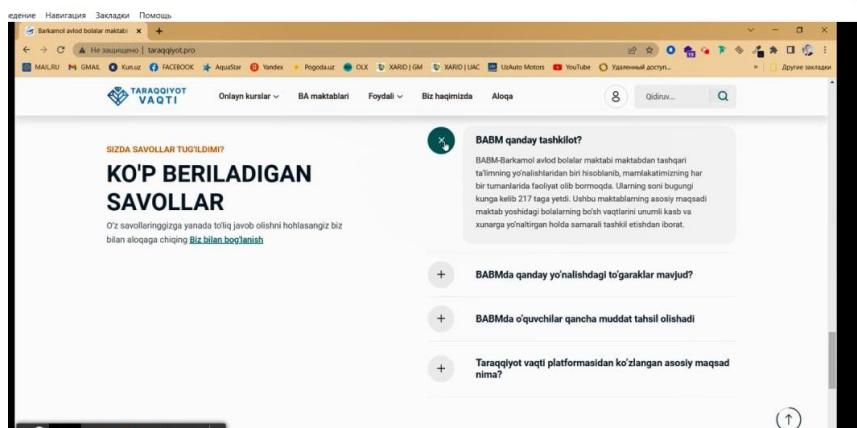 едение Навигация Закладки Помощь
Barkamol avlod bolalar maktabi
Не защищено | taraqqiyot.pro
MAIL.RU GMAIL Kun.uz FACEBOOK AquaStar Yandex Pogoda.uz OLX XARID | GM XARID | UAC UzAuto Motors YouTube Удаленный доступ... » Другие закладки
TARAQQIYOT
VAQTI
Onlayn kurslar BA maktablari Foydali Biz haqimizda Aloqa Qidiruv...
SIZDA SAVOLLAR TUG'ILDIMI?
KO'P BERILADIGAN
SAVOLLAR
O'z savollaringgizga yanada to'liq javob olishni hohlasangiz biz
bilan aloqaga chiqing Biz bilan bog'lanish
BABM qanday tashkilot?
BABM-Barkamol avlod bolalar maktabi maktabdan tashqari
ta'limning yo'nalishlaridan biri hisoblanib, mamlakatimizning har
bir tumanlarida faoliyat olib bormoqda. Ularning soni bugungi
kunga kelib 217 taga yetdi. Ushbu maktablarning asosiy maqsadi
maktab yoshidagi bolalarning bo'sh vaqtlarini unumli kasb va
xunarga yo'naltirgan holda samarali tashkil etishdan iborat.
BABMda qanday yo'nalishdagi to'garaklar mavjud?
BABMda o'quvchilar qancha muddat tahsil olishadi
Taraqqiyot vaqti platformasidan ko'zlangan asosiy maqsad
nima?